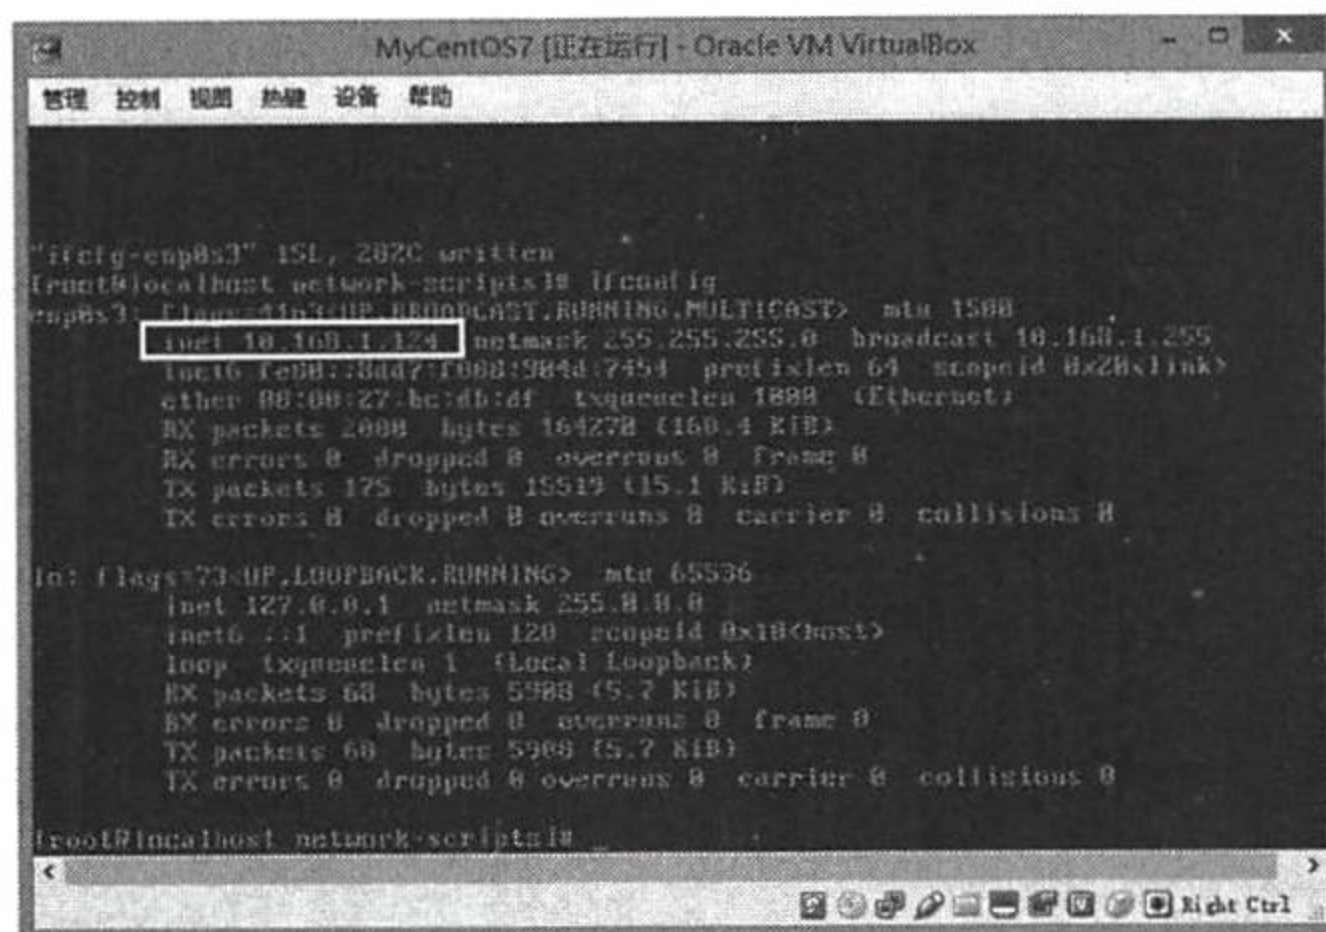 MyCentOS7 [正在运行] - Oracle VM VirtualBox
管理 控制 视图 热键 设备 帮助
"ifcfg-enp0s3" 15L, 282C written
[root@localhost network-scripts]# ifconfig
enp0s3: flags=4163<UP,BROADCAST,RUNNING,MULTICAST> mtu 1500
inet 10.168.1.124 netmask 255.255.255.0 broadcast 10.168.1.255
inet6 prefixlen 64 scopeid 0x20<link>
ether 08:00:27:bc:db:df txqueuelen 1000 (Ethernet)
RX packets 2000 bytes 164270 (160.4 KiB)
RX errors 0 dropped 0 overruns 0 frame 0
TX packets 175 bytes 15519 (15.1 KiB)
TX errors 0 dropped 0 overruns 0 carrier 0 collisions 0
lo: flags=73<UP,LOOPBACK,RUNNING> mtu 65536
inet 127.0.0.1 netmask 255.0.0.0
inet6 ::1 prefixlen 128 scopeid 0x10<host>
loop txqueuelen 1 (Local Loopback)
RX packets 68 bytes 5908 (5.7 KiB)
RX errors 0 dropped 0 overruns 0 frame 0
TX packets 68 bytes 5908 (5.7 KiB)
TX errors 0 dropped 0 overruns 0 carrier 0 collisions 0
[root@localhost network-scripts]# _
Right Ctrl